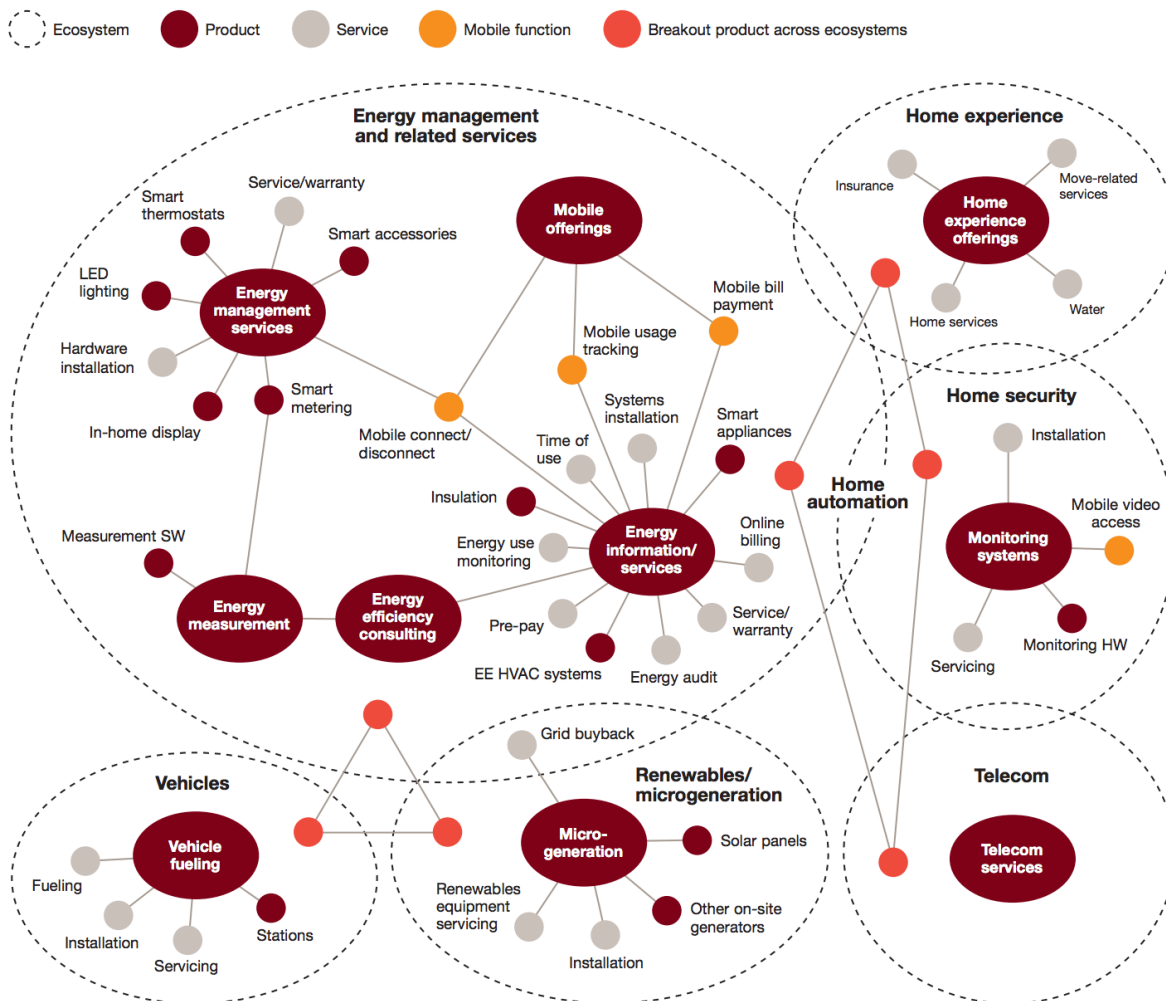 Ecosystem
Product
Service
Mobile function
Breakout product across ecosystems
Energy management
and related services
Service/warranty
Smart
thermostats
Smart accessories
LED
lighting
Energy
management
services
Hardware
installation
In-home display
Smart
metering
Mobile
offerings
Mobile bill
payment
Mobile usage
tracking
Mobile connect/
disconnect
Systems
installation
Smart
appliances
Time of
use
Insulation
Energy use
monitoring
Energy
information/
services
Online
billing
Service/
warranty
Pre-pay
EE HVAC systems
Energy audit
Measurement SW
Energy
measurement
Energy
efficiency
consulting
Home experience
Insurance
Move-related
services
Home
experience
offerings
Home services
Water
Home
automation
Home security
Installation
Mobile video
access
Monitoring
systems
Servicing
Monitoring HW
Vehicles
Vehicle
fueling
Fueling
Installation
Servicing
Stations
Grid buyback
Renewables/
microgeneration
Micro-
generation
Solar panels
Renewables
equipment
servicing
Other on-site
generators
Installation
Telecom
Telecom
services